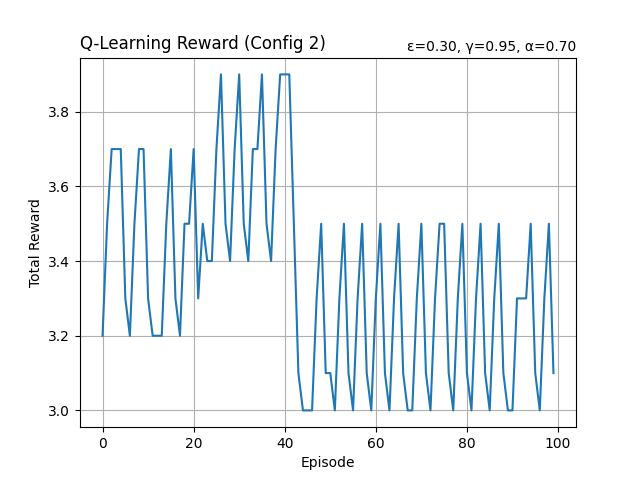 Q-Learning Reward (Config 2)
ε=0.30, γ=0.95, α=0.70
Total Reward
3.8
3.6
3.4
3.2
3.0
0 20 40 60 80 100
Episode